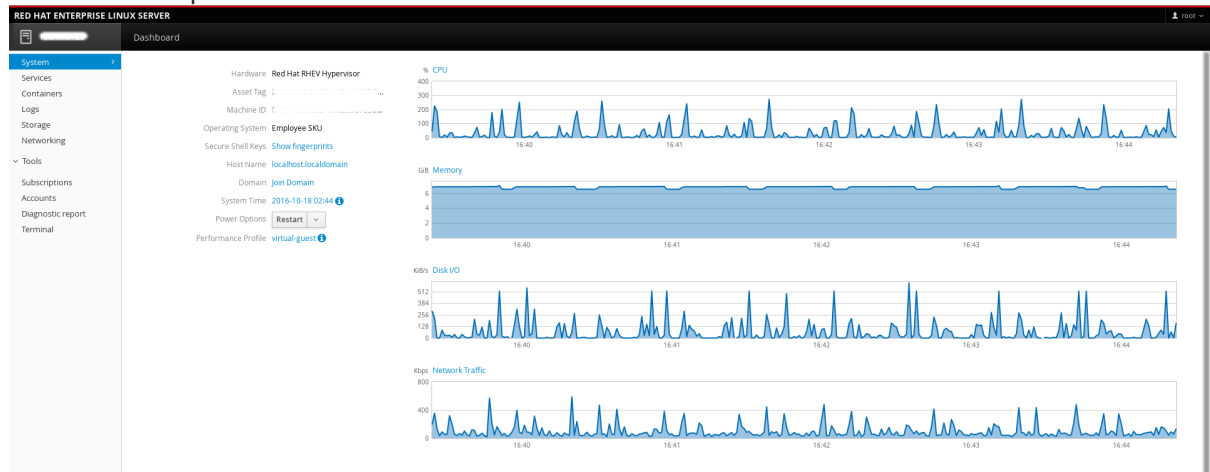 RED HAT ENTERPRISE LINUX SERVER
root
Dashboard
System
Services
Containers
Logs
Storage
Networking
Tools
Subscriptions
Accounts
Diagnostic report
Terminal
Hardware Red Hat RHEV Hypervisor
Asset Tag
Machine ID
Operating System Employee SKU
Secure Shell Keys Show fingerprints
Host Name localhost.localdomain
Domain Join Domain
System Time 2016-10-18 02:44
Power Options Restart
Performance Profile virtual-guest
% CPU
400
300
200
100
0
16:40 16:41 16:42 16:43 16:44
GiB Memory
6
4
2
0
16:40 16:41 16:42 16:43 16:44
KiB/s Disk I/O
512
384
256
128
0
16:40 16:41 16:42 16:43 16:44
Kbps Network Traffic
800
400
0
16:40 16:41 16:42 16:43 16:44